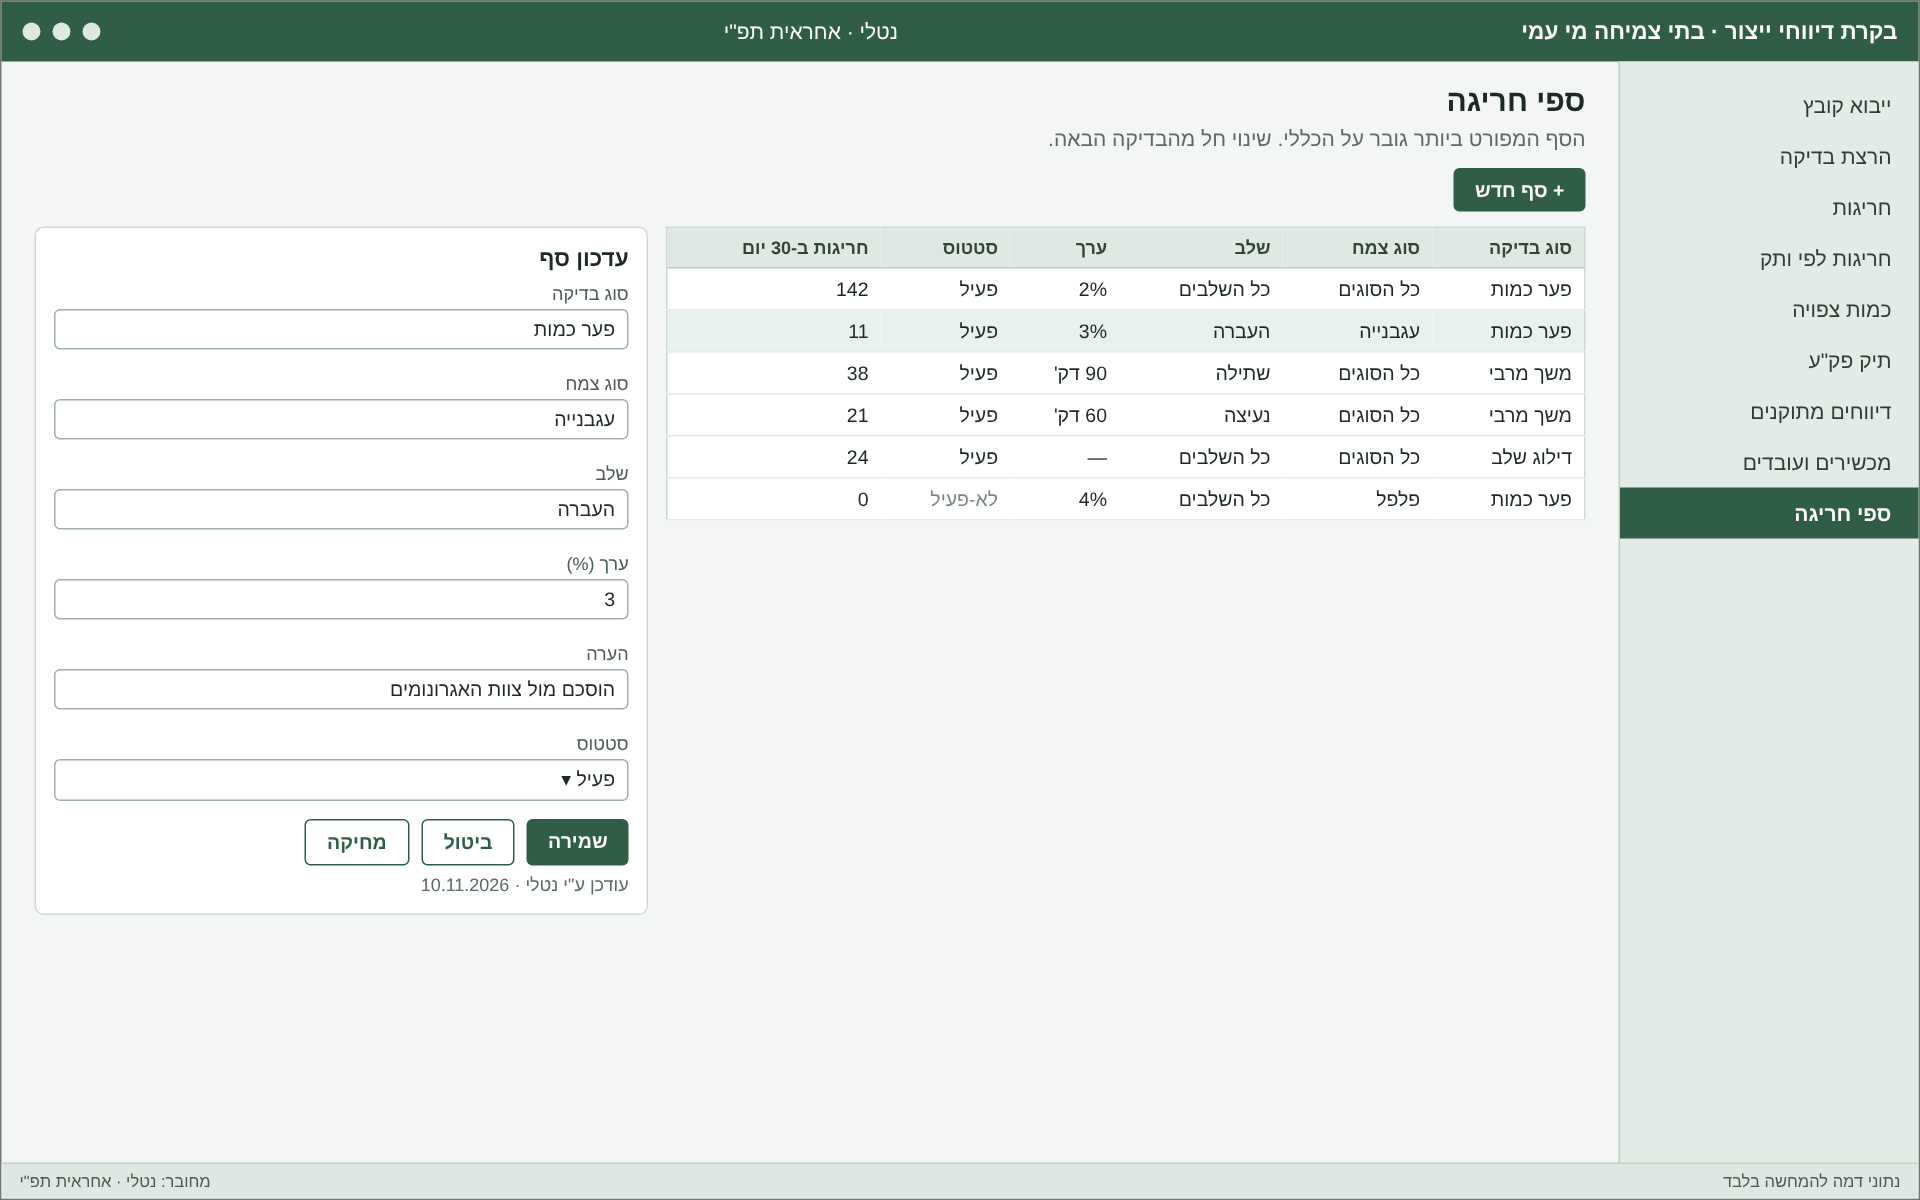 בקרת דיווחי ייצור · בתי צמיחה מי עמי
נטלי · אחראית תפ"י
ייבוא קובץ
הרצת בדיקה
חריגות
חריגות לפי ותק
כמות צפויה
תיק פק"ע
דיווחים מתוקנים
מכשירים ועובדים
ספי חריגה
ספי חריגה
הסף המפורט ביותר גובר על הכללי. שינוי חל מהבדיקה הבאה.
+ סף חדש
סוג בדיקה סוג צמח שלב ערך סטטוס חריגות ב-30 יום
פער כמות כל הסוגים כל השלבים 2% פעיל 142
פער כמות עגבנייה העברה 3% פעיל 11
משך מרבי כל הסוגים שתילה 90 דק' פעיל 38
משך מרבי כל הסוגים נעיצה 60 דק' פעיל 21
דילוג שלב כל הסוגים כל השלבים — פעיל 24
פער כמות פלפל כל השלבים 4% לא-פעיל 0
עדכון סף
סוג בדיקה
פער כמות
סוג צמח
עגבנייה
שלב
העברה
ערך (%)
3
הערה
הוסכם מול צוות האגרונומים
סטטוס
פעיל ▾
שמירה ביטול מחיקה
עודכן ע"י נטלי · 10.11.2026
נתוני דמה להמחשה בלבד
מחובר: נטלי · אחראית תפ"י